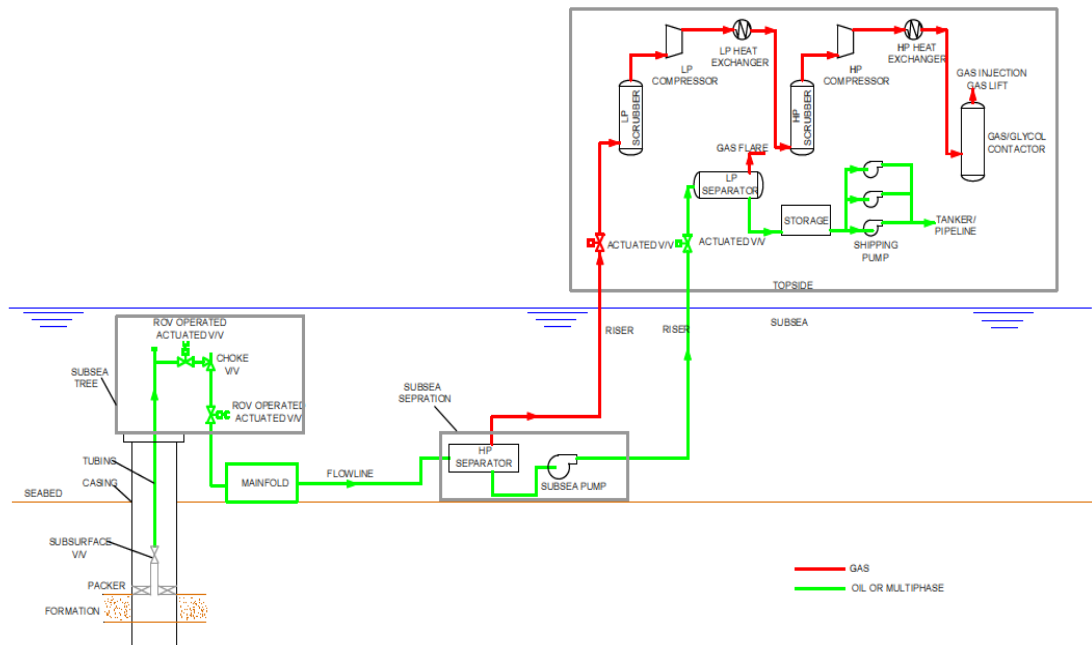 LP HEAT
EXCHANGER
LP
COMPRESSOR
HP HEAT
EXCHANGER
HP
COMPRESSOR
LP
SCRUBBER
HP
SCRUBBER
GAS INJECTION
GAS LIFT
GAS/GLYCOL
CONTACTOR
GAS FLARE
LP
SEPARATOR
STORAGE
SHIPPING
PUMP
TANKER/
PIPELINE
ACTUATED V/V
ACTUATED V/V
TOPSIDE
SUBSEA
RISER
RISER
ROV OPERATED
ACTUATED V/V
CHOKE
V/V
SUBSEA
TREE
ROV OPERATED
ACTUATED V/V
SUBSEA
SEPRATION
HP
SEPARATOR
SUBSEA PUMP
TUBING
CASING
MAINFOLD
FLOWLINE
SEABED
SUBSURFACE
V/V
PACKER
FORMATION
GAS
OIL OR MULTIPHASE